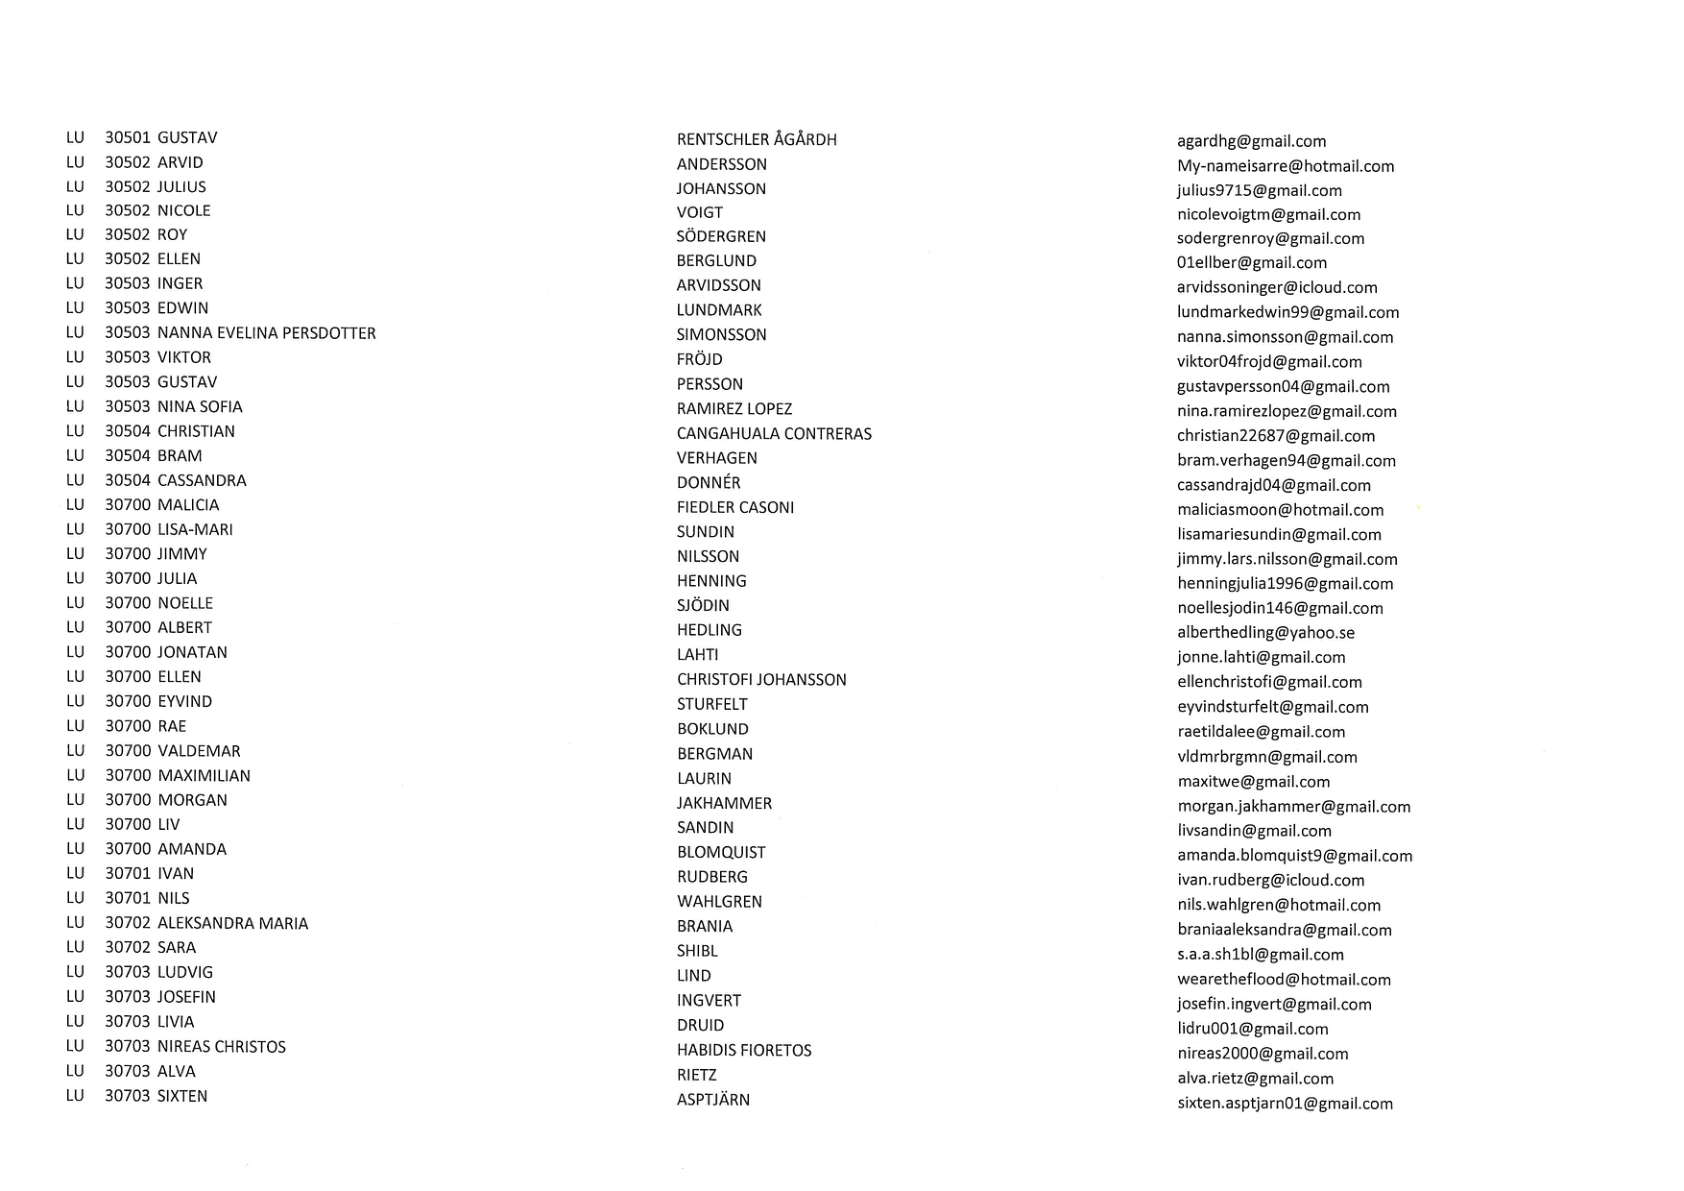 LU 30501 GUSTAV RENTSCHLER ÅGÅRDH agardhg@gmail.com
LU 30502 ARVID ANDERSSON My-nameisarre@hotmail.com
LU 30502 JULIUS JOHANSSON julius9715@gmail.com
LU 30502 NICOLE VOIGT nicolevoigtm@gmail.com
LU 30502 ROY SÖDERGREN sodergrenroy@gmail.com
LU 30502 ELLEN BERGLUND 01ellber@gmail.com
LU 30503 INGER ARVIDSSON arvidssoninger@icloud.com
LU 30503 EDWIN LUNDMARK lundmarkedwin99@gmail.com
LU 30503 NANNA EVELINA PERSDOTTER SIMONSSON nanna.simonsson@gmail.com
LU 30503 VIKTOR FRÖJD viktor04frojd@gmail.com
LU 30503 GUSTAV PERSSON gustavpersson04@gmail.com
LU 30503 NINA SOFIA RAMIREZ LOPEZ nina.ramirezlopez@gmail.com
LU 30504 CHRISTIAN CANGAHUALA CONTRERAS christian22687@gmail.com
LU 30504 BRAM VERHAGEN bram.verhagen94@gmail.com
LU 30504 CASSANDRA DONNÉR cassandrajd04@gmail.com
LU 30700 MALICIA FIEDLER CASONI maliciasmoon@hotmail.com
LU 30700 LISA-MARI SUNDIN lisamariesundin@gmail.com
LU 30700 JIMMY NILSSON jimmy.lars.nilsson@gmail.com
LU 30700 JULIA HENNING henningjulia1996@gmail.com
LU 30700 NOELLE SJÖDIN noellesjodin146@gmail.com
LU 30700 ALBERT HEDLING alberthedling@yahoo.se
LU 30700 JONATAN LAHTI jonne.lahti@gmail.com
LU 30700 ELLEN CHRISTOFI JOHANSSON ellenchristofi@gmail.com
LU 30700 EYVIND STURFELT eyvindsturfelt@gmail.com
LU 30700 RAE BOKLUND raetildalee@gmail.com
LU 30700 VALDEMAR BERGMAN vldmrbrgmn@gmail.com
LU 30700 MAXIMILIAN LAURIN maxitwe@gmail.com
LU 30700 MORGAN JAKHAMMER morgan.jakhammer@gmail.com
LU 30700 LIV SANDIN livsandin@gmail.com
LU 30700 AMANDA BLOMQUIST amanda.blomquist9@gmail.com
LU 30701 IVAN RUDBERG ivan.rudberg@icloud.com
LU 30701 NILS WAHLGREN nils.wahlgren@hotmail.com
LU 30702 ALEKSANDRA MARIA BRANIA braniaaleksandra@gmail.com
LU 30702 SARA SHIBL s.a.a.sh1bl@gmail.com
LU 30703 LUDVIG LIND wearetheflood@hotmail.com
LU 30703 JOSEFIN INGVERT josefin.ingvert@gmail.com
LU 30703 LIVIA DRUID lidru001@gmail.com
LU 30703 NIREAS CHRISTOS HABIDIS FIORETOS nireas2000@gmail.com
LU 30703 ALVA RIETZ alva.rietz@gmail.com
LU 30703 SIXTEN ASPTJÄRN sixten.asptjarn01@gmail.com